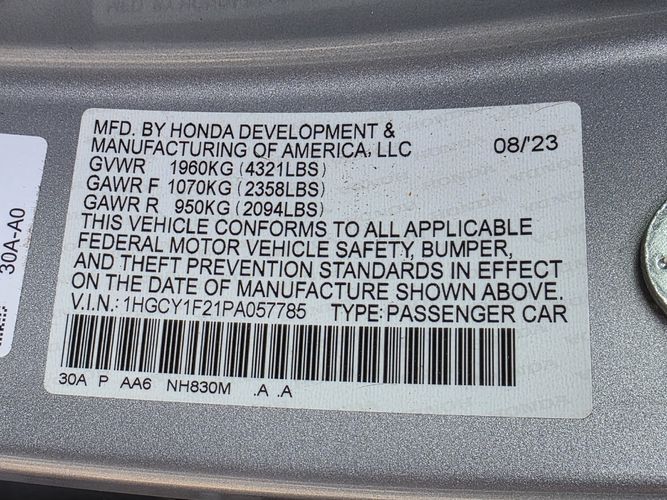 MFD. BY HONDA DEVELOPMENT &
MANUFACTURING OF AMERICA, LLC 08/'23
GVWR 1960KG (4321LBS)
GAWR F 1070KG (2358LBS)
GAWR R 950KG (2094LBS)
THIS VEHICLE CONFORMS TO ALL APPLICABLE
FEDERAL MOTOR VEHICLE SAFETY, BUMPER,
AND THEFT PREVENTION STANDARDS IN EFFECT
ON THE DATE OF MANUFACTURE SHOWN ABOVE.
V.I.N.: 1HGCY1F21PA057785 TYPE: PASSENGER CAR
30A P AA6 NH830M .A .A
30A-A0